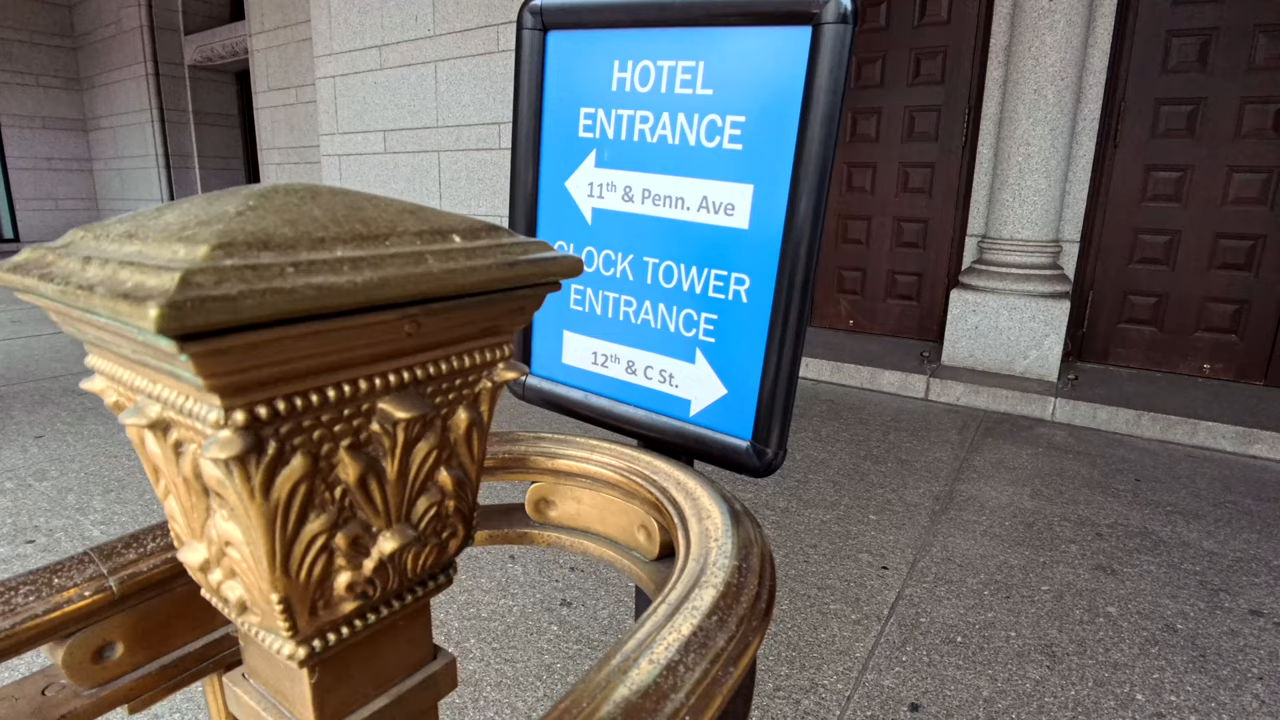 HOTEL
ENTRANCE
11th & Penn. Ave
CLOCK TOWER
ENTRANCE
12th & C St.